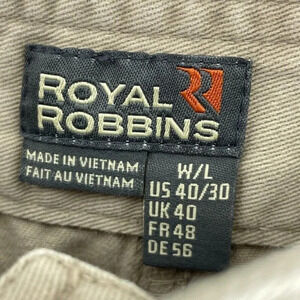 ROYAL
ROBBINS
MADE IN VIETNAM
FAIT AU VIETNAM
W/L
US 40/30
UK 40
FR 48
DE 56